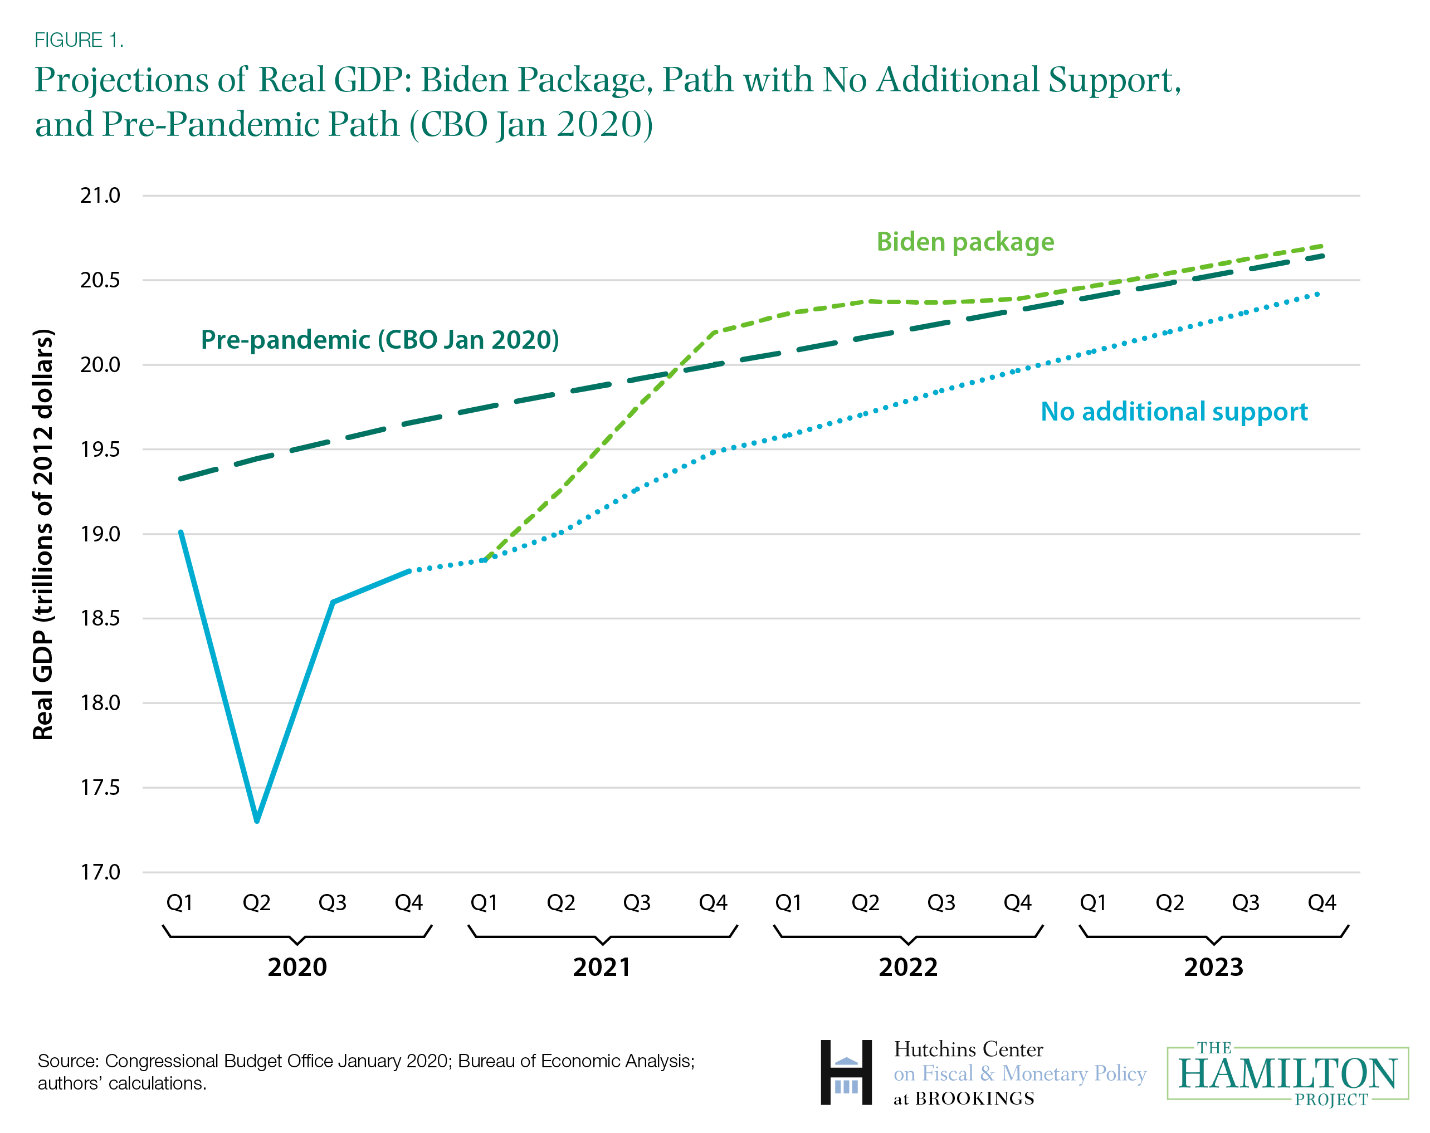 FIGURE 1.
Projections of Real GDP: Biden Package, Path with No Additional Support,
and Pre-Pandemic Path (CBO Jan 2020)
Real GDP (trillions of 2012 dollars)
21.0
20.5
20.0
19.5
19.0
18.5
18.0
17.5
17.0
Biden package
Pre-pandemic (CBO Jan 2020)
No additional support
Q1 Q2 Q3 Q4 Q1 Q2 Q3 Q4 Q1 Q2 Q3 Q4 Q1 Q2 Q3 Q4
2020 2021 2022 2023
Source: Congressional Budget Office January 2020; Bureau of Economic Analysis;
authors’ calculations.
H
Hutchins Center
on Fiscal & Monetary Policy
at BROOKINGS
THE
HAMILTON
PROJECT